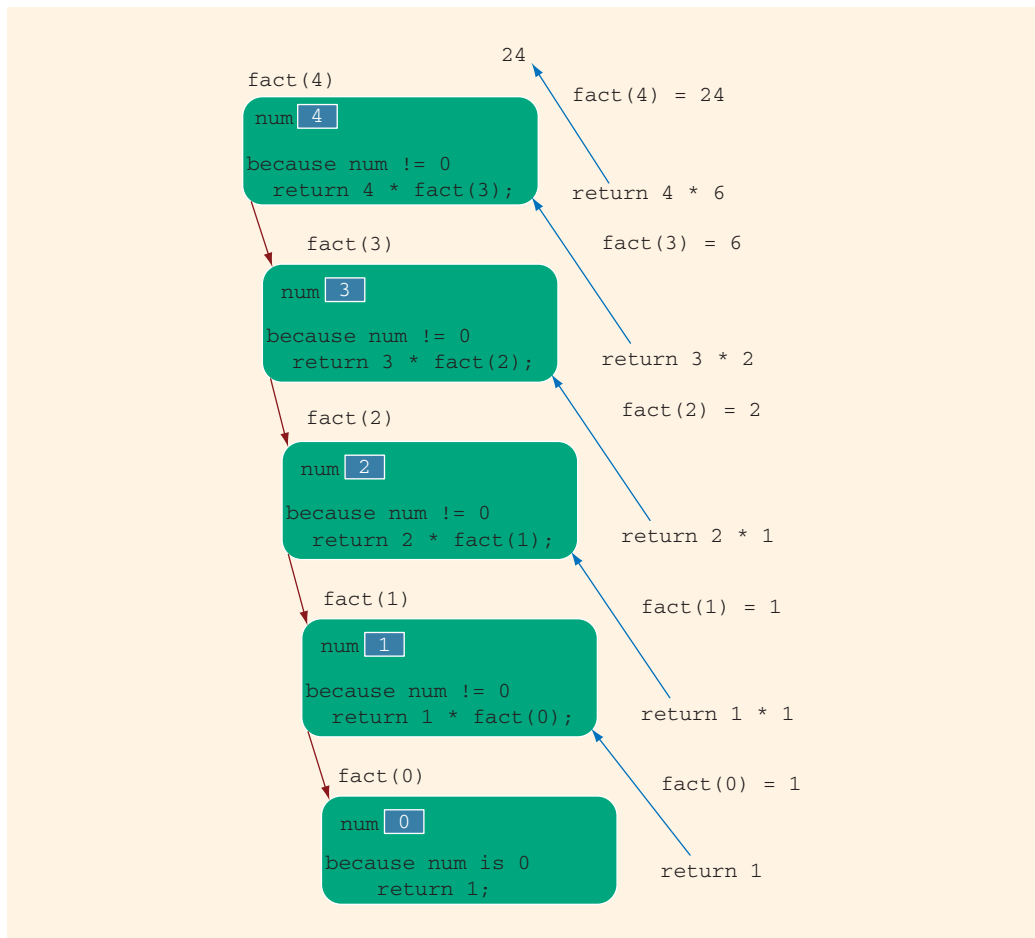 24
fact(4)
fact(4) = 24
num 4
because num != 0
return 4 * fact(3);
return 4 * 6
fact(3)
fact(3) = 6
num 3
because num != 0
return 3 * fact(2);
return 3 * 2
fact(2)
fact(2) = 2
num 2
because num != 0
return 2 * fact(1);
return 2 * 1
fact(1)
fact(1) = 1
num 1
because num != 0
return 1 * fact(0);
return 1 * 1
fact(0)
fact(0) = 1
num 0
because num is 0
return 1;
return 1